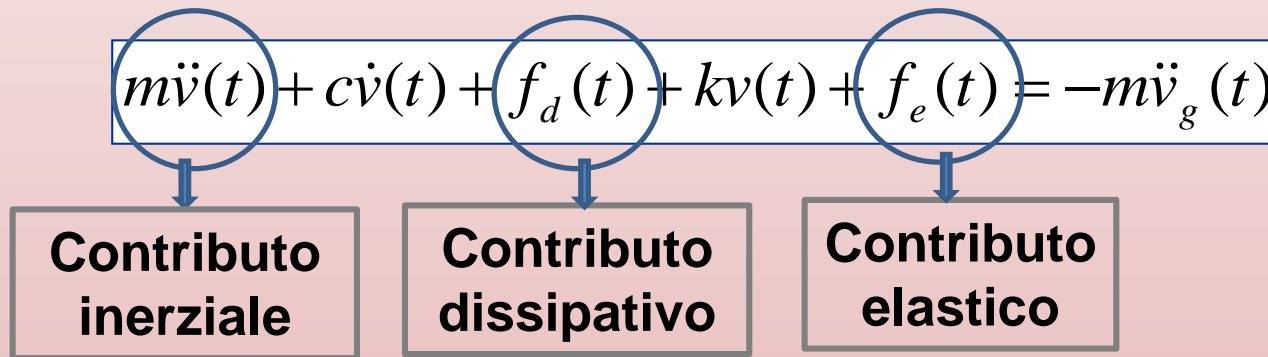 mv̈(t) + cv̇(t) + f_d(t) + kv(t) + f_e(t) = −mv̈_g(t)
Contributo
inerziale
Contributo
dissipativo
Contributo
elastico